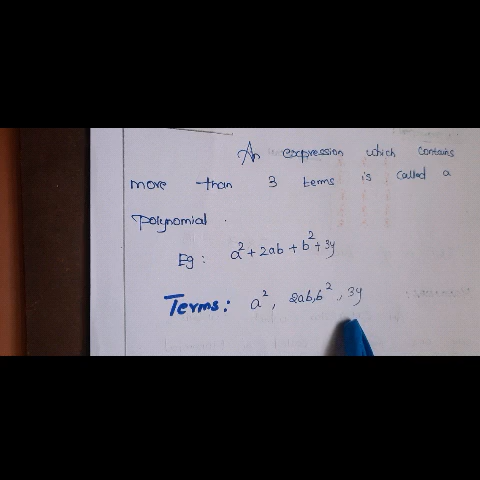 An expression which contains
more than 3 terms is called a
polynomial.
Eg: a²+2ab+b²+3y
Terms: a², 2ab, b², 3y